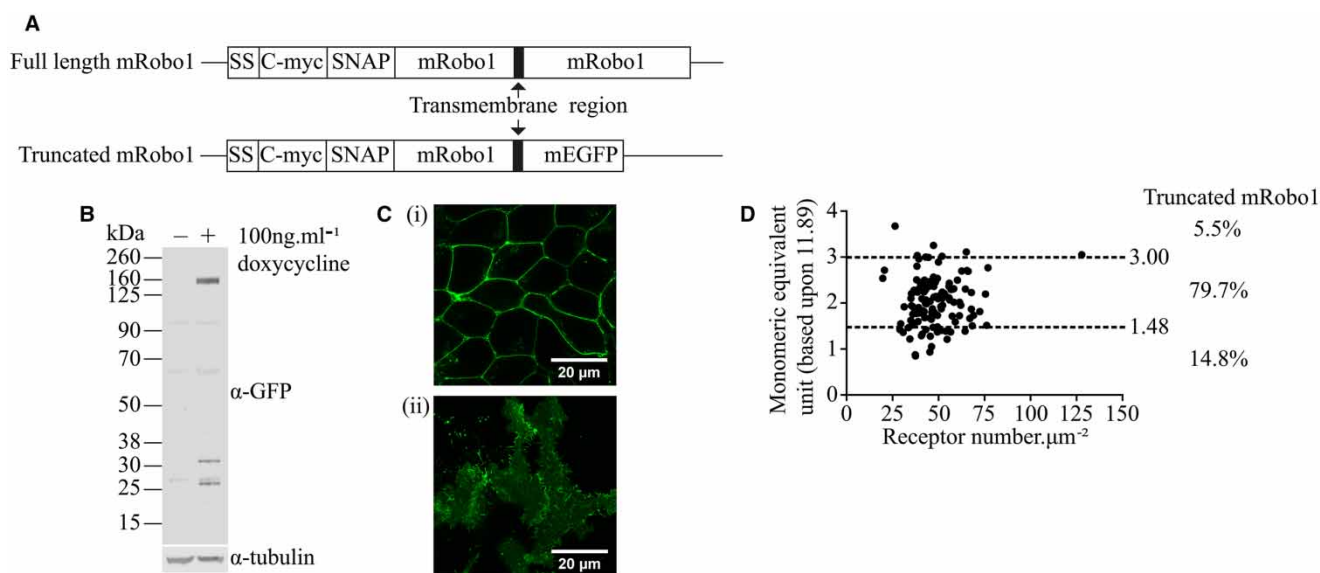 A
Full length mRobo1 SS C-myc SNAP mRobo1 mRobo1
Transmembrane region
Truncated mRobo1 SS C-myc SNAP mRobo1 mEGFP
B
kDa – + 100ng.ml⁻¹
doxycycline
260
160
125
90
70
50
38
30
25
15
α-GFP
α-tubulin
C (i)
20 μm
(ii)
20 μm
D
Truncated mRobo1
Monomeric equivalent
unit (based upon 11.89)
4
3
2
1
0
0 25 50 75 100 125 150
Receptor number.μm⁻²
3.00
1.48
5.5%
79.7%
14.8%